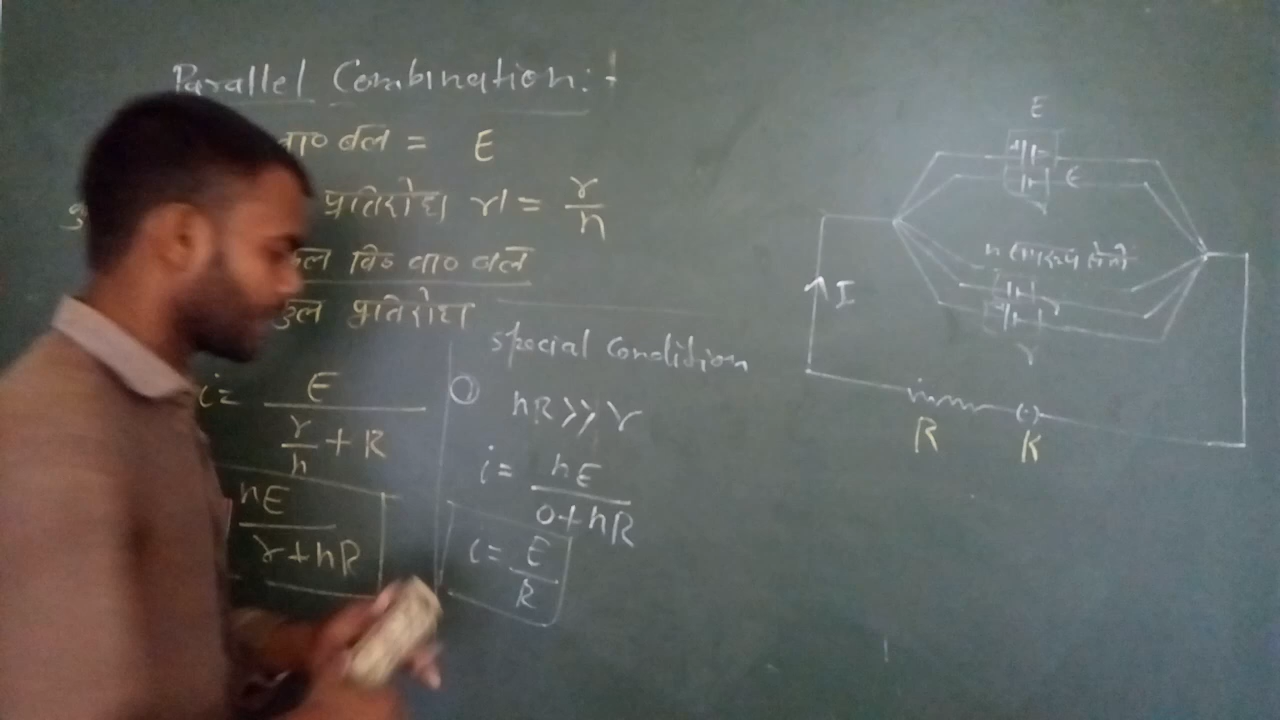 Parallel Combination:-
वा० बल = E
प्रतिरोध r' = r/n
कुल वि० वा० बल
कुल प्रतिरोध
i = E / (r/n + R)
nE / (r+nR)
special Condition
① nR >> r
i = nE / (0+nR)
i = E/R
E
E
n
r
I
R K